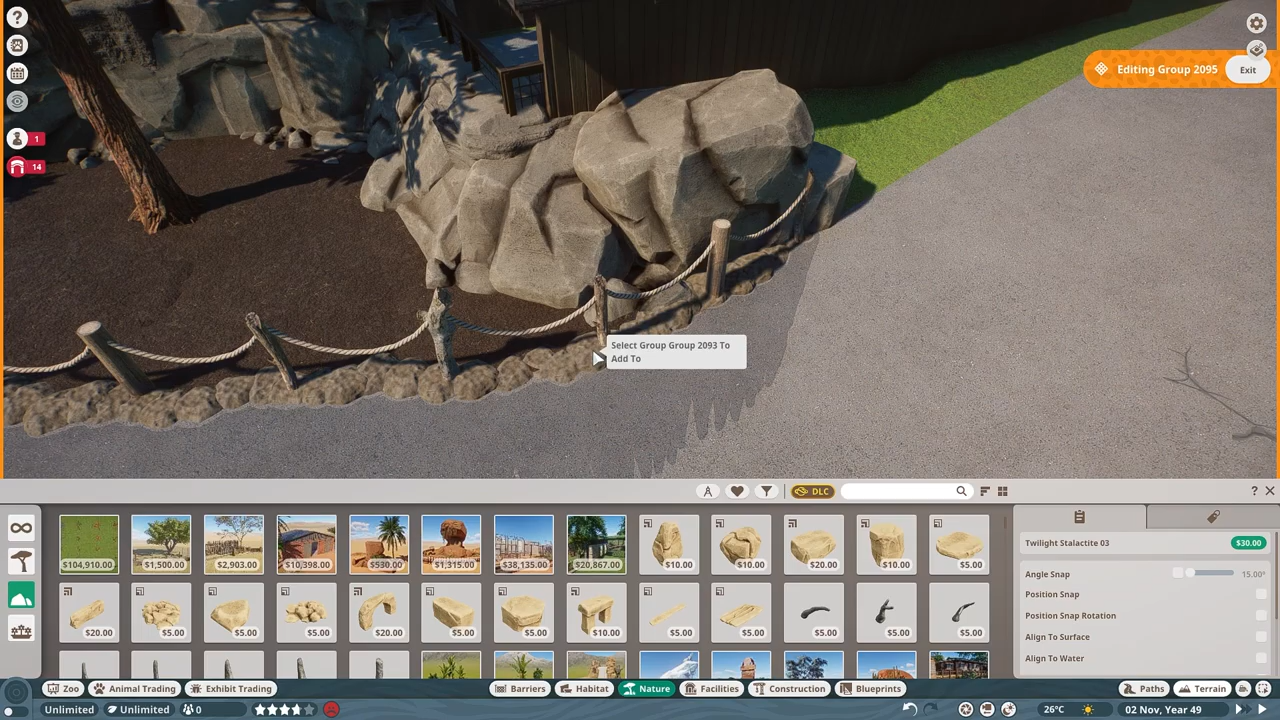 ?
Editing Group 2095
Exit
1
14
Select Group Group 2093 To
Add To
DLC
?
$104,910.00
$1,500.00
$2,903.00
$10,398.00
$530.00
$1,315.00
$38,135.00
$20,867.00
$10.00
$10.00
$20.00
$10.00
$5.00
Twilight Stalactite 03
$30.00
Angle Snap
15.00°
Position Snap
Position Snap Rotation
Align To Surface
Align To Water
$20.00
$5.00
$5.00
$5.00
$20.00
$5.00
$5.00
$10.00
$5.00
$5.00
$5.00
$5.00
$5.00
Zoo
Animal Trading
Exhibit Trading
Barriers
Habitat
Nature
Facilities
Construction
Blueprints
Paths
Terrain
Unlimited
Unlimited
0
26°C
02 Nov, Year 49